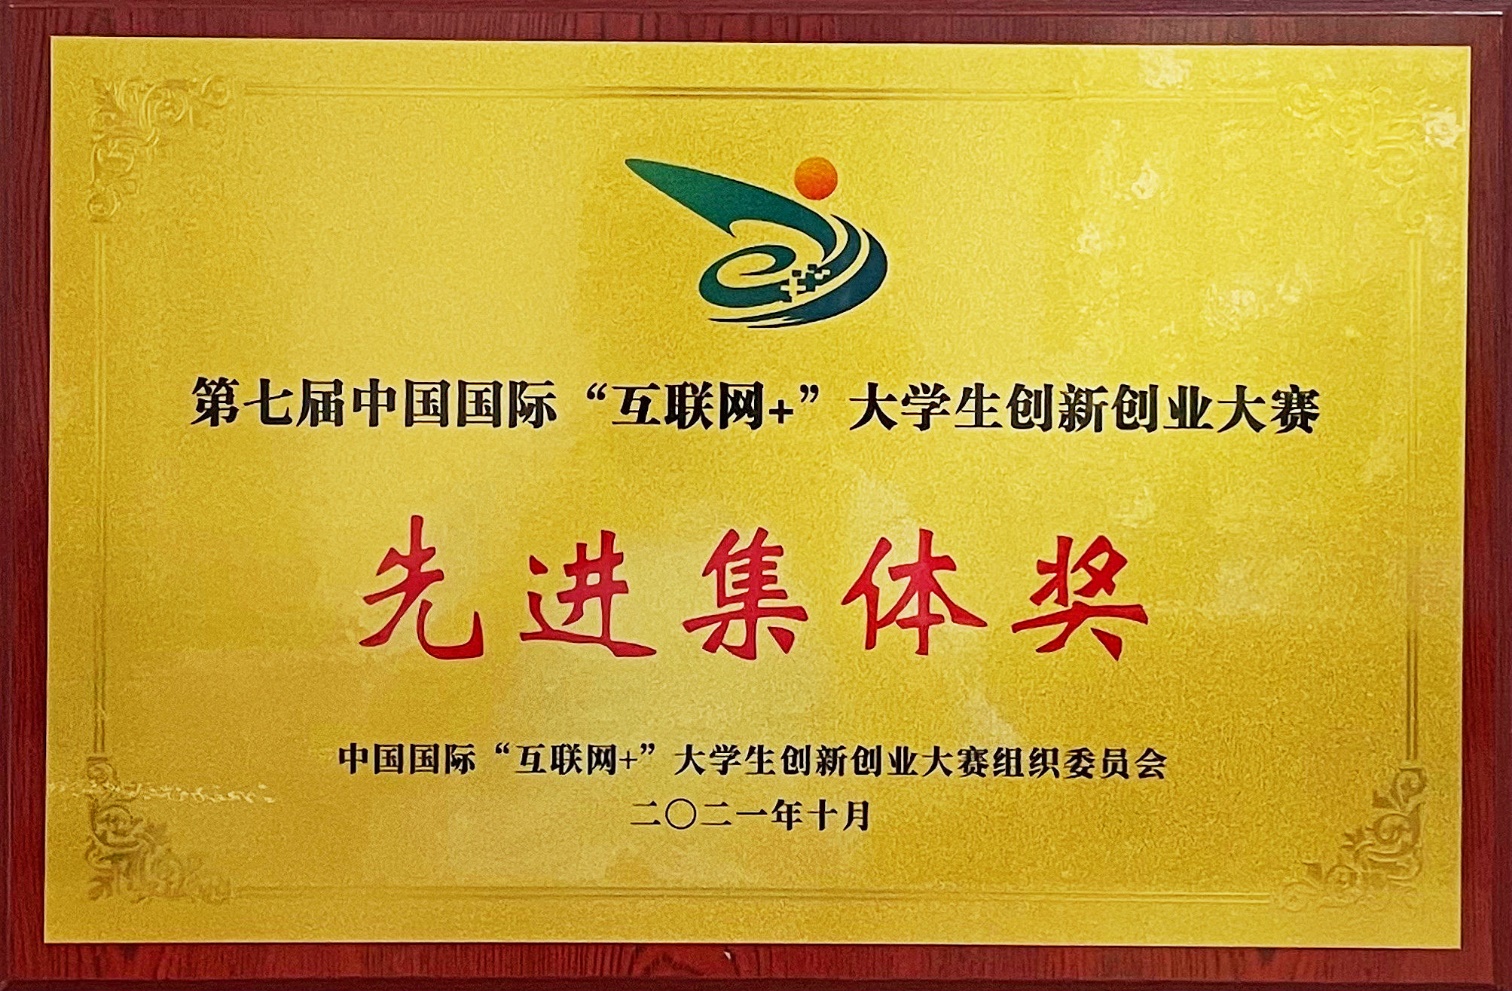 第七届中国国际“互联网+”大学生创新创业大赛
先进集体奖
中国国际“互联网+”大学生创新创业大赛组织委员会
二〇二一年十月